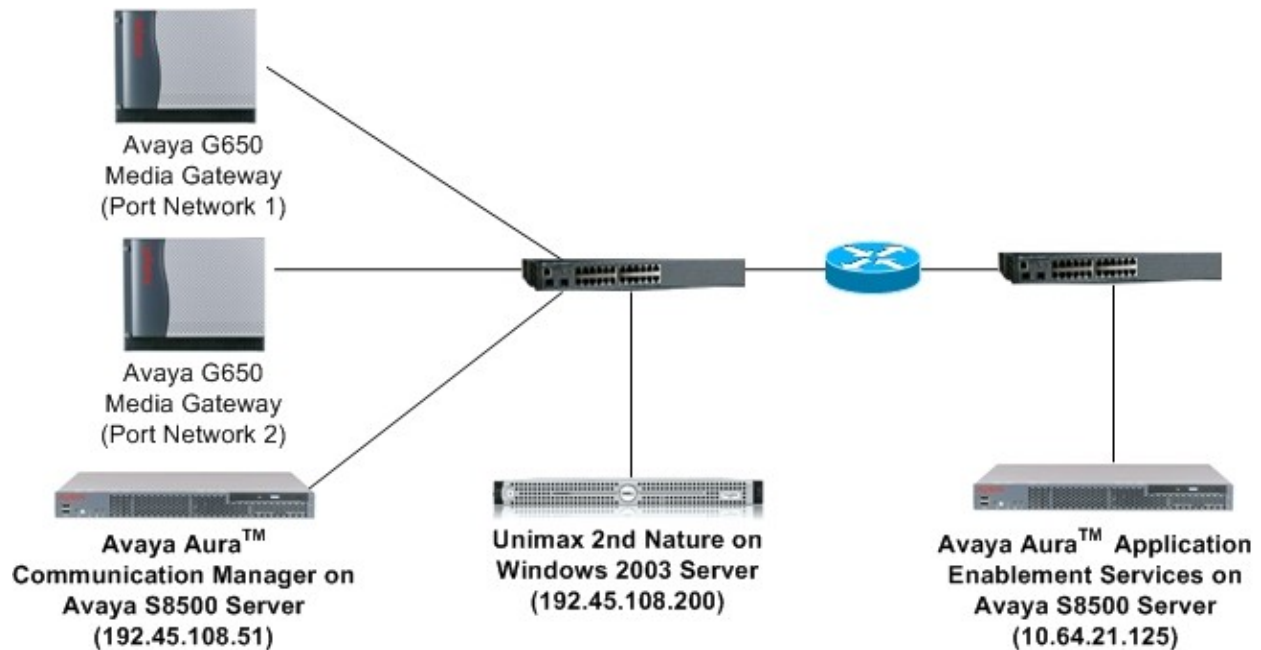 Avaya G650
Media Gateway
(Port Network 1)
Avaya G650
Media Gateway
(Port Network 2)
Avaya Aura™
Communication Manager on
Avaya S8500 Server
(192.45.108.51)
Unimax 2nd Nature on
Windows 2003 Server
(192.45.108.200)
Avaya Aura™ Application
Enablement Services on
Avaya S8500 Server
(10.64.21.125)